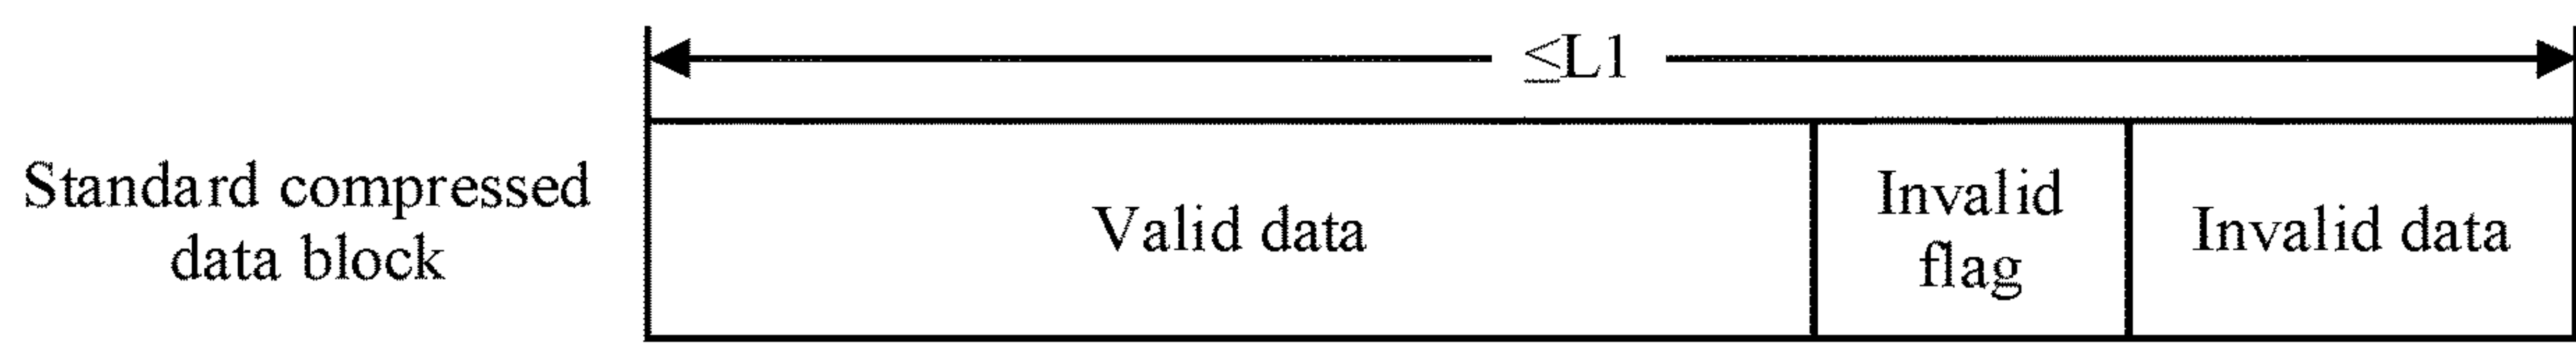 ≤L1
Standard compressed
data block
Valid data
Invalid
flag
Invalid data